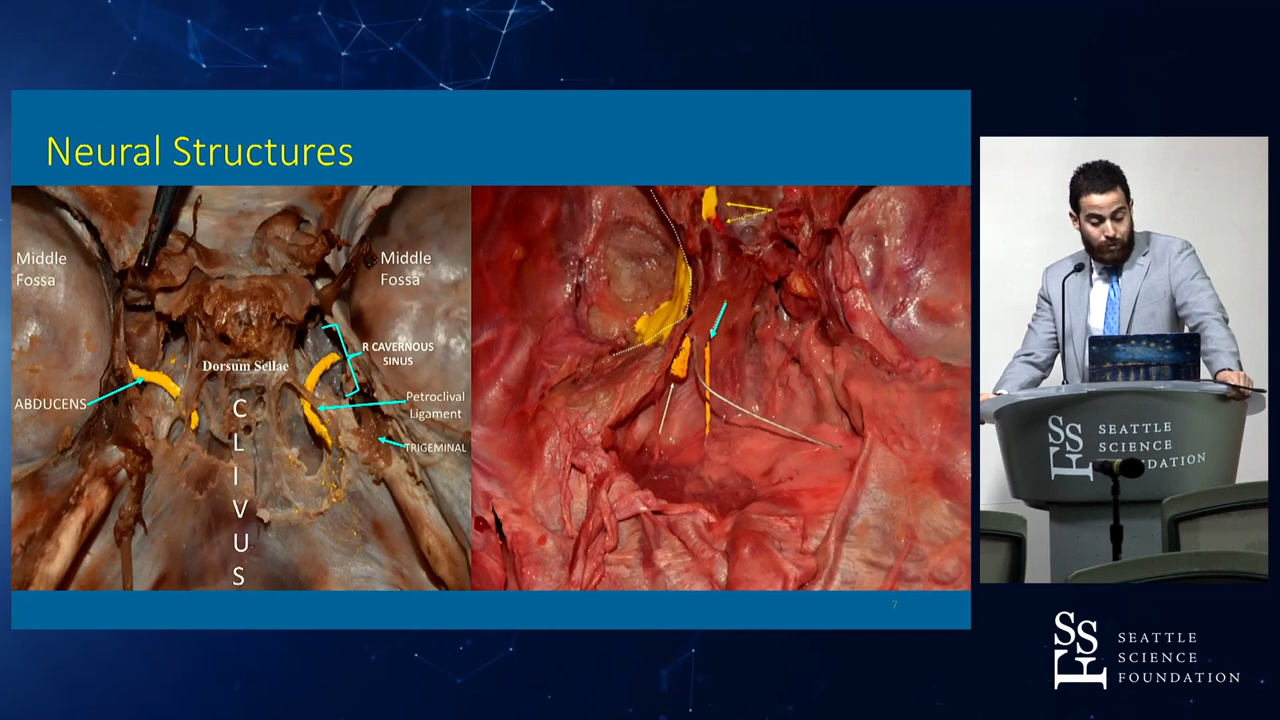 Neural Structures
Middle
Fossa
Middle
Fossa
R CAVERNOUS
SINUS
Dorsum Sellae
ABDUCENS
Petroclival
Ligament
TRIGEMINAL
C
L
I
V
U
S
7
SSF
SEATTLE
SCIENCE
FOUNDATION
SSF
SEATTLE
SCIENCE
FOUNDATION